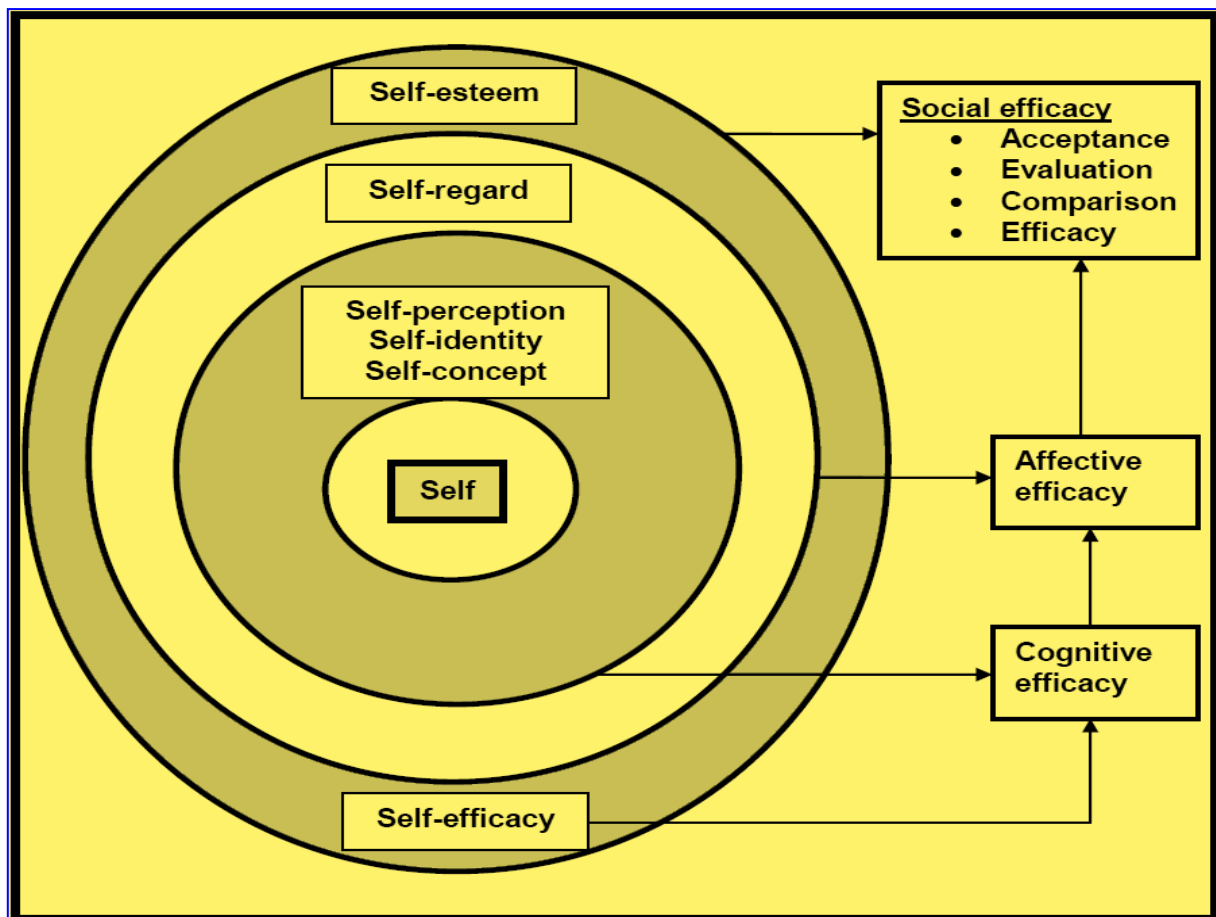 Self-esteem
Self-regard
Self-perception
Self-identity
Self-concept
Self
Self-efficacy
Social efficacy
• Acceptance
• Evaluation
• Comparison
• Efficacy
Affective
efficacy
Cognitive
efficacy